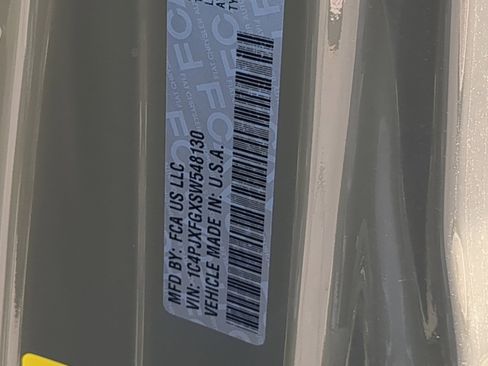 MFD BY: FCA US LLC
VIN: 1C4PJXFGXSW548130
VEHICLE MADE IN: U.S.A.